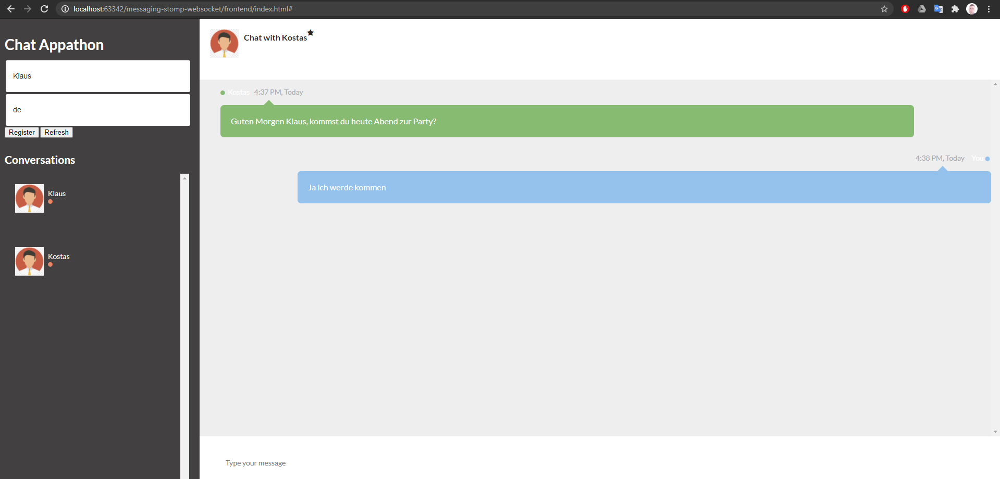 localhost:63342/messaging-stomp-websocket/frontend/index.html#
Chat Appathon
Klaus
de
Register Refresh
Conversations
Klaus
Kostas
Chat with Kostas
Kostas 4:37 PM, Today
Guten Morgen Klaus, kommst du heute Abend zur Party?
4:38 PM, Today You
Ja ich werde kommen
Type your message